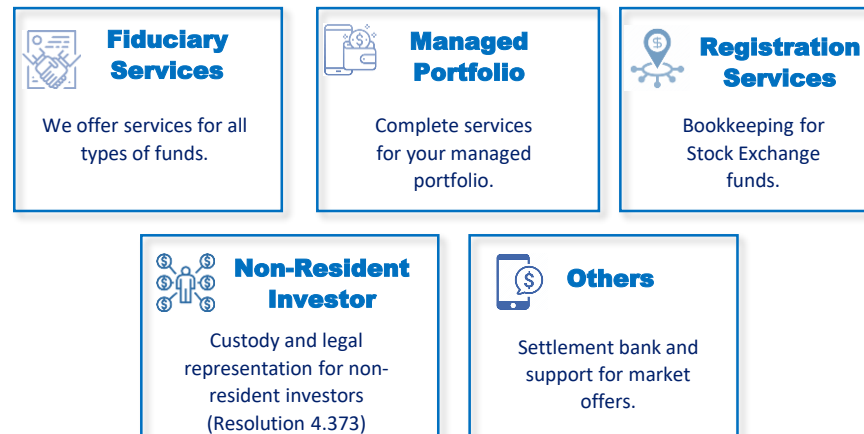 Fiduciary
Services
We offer services for all
types of funds.
Managed
Portfolio
Complete services
for your managed
portfolio.
Registration
Services
Bookkeeping for
Stock Exchange
funds.
Non-Resident
Investor
Custody and legal
representation for non-
resident investors
(Resolution 4.373)
Others
Settlement bank and
support for market
offers.